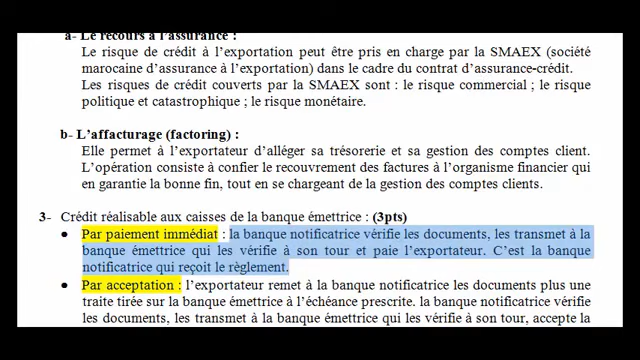 a- Le recours à l'assurance :
Le risque de crédit à l'exportation peut être pris en charge par la SMAEX (société
marocaine d'assurance à l'exportation) dans le cadre du contrat d'assurance-crédit.
Les risques de crédit couverts par la SMAEX sont : le risque commercial ; le risque
politique et catastrophique ; le risque monétaire.
b- L'affacturage (factoring) :
Elle permet à l'exportateur d'alléger sa trésorerie et sa gestion des comptes client.
L'opération consiste à confier le recouvrement des factures à l'organisme financier qui
en garantie la bonne fin, tout en se chargeant de la gestion des comptes clients.
3- Crédit réalisable aux caisses de la banque émettrice : (3pts)
● Par paiement immédiat : la banque notificatrice vérifie les documents, les transmet à la
banque émettrice qui les vérifie à son tour et paie l'exportateur. C'est la banque
notificatrice qui reçoit le règlement.
● Par acceptation : l'exportateur remet à la banque notificatrice les documents plus une
traite tirée sur la banque émettrice à l'échéance prescrite. la banque notificatrice vérifie
les documents, les transmet à la banque émettrice qui les vérifie à son tour, accepte la